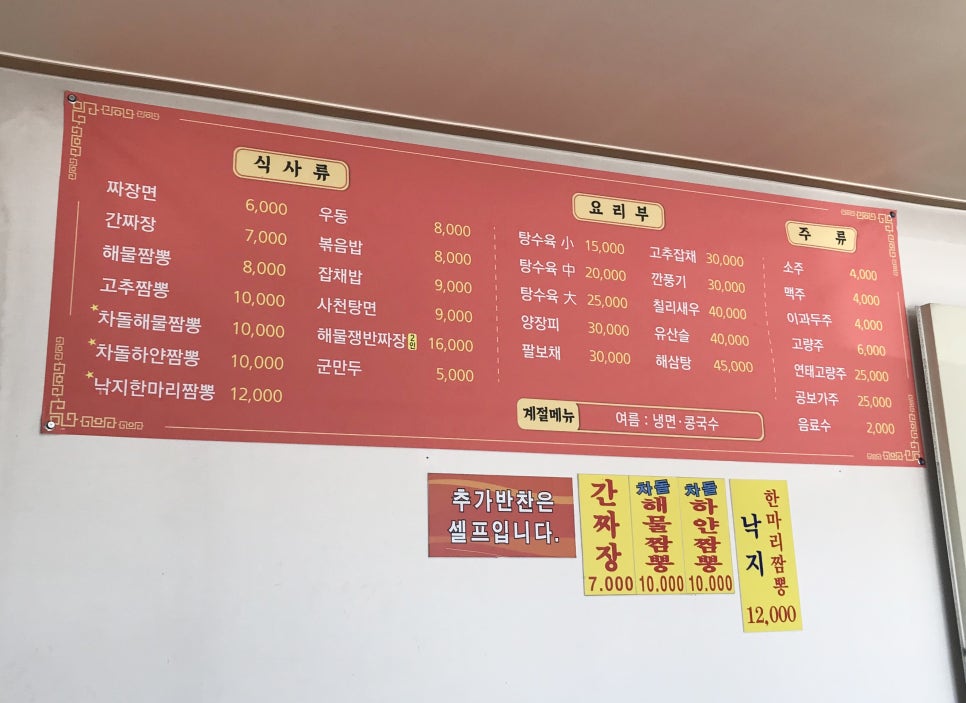 식사류
짜장면 6,000
간짜장 7,000
해물짬뽕 8,000
고추짬뽕 10,000
차돌해물짬뽕 10,000
차돌하얀짬뽕 10,000
낚지한마리짬뽕 12,000
우동 8,000
볶음밥 8,000
잡채밥 9,000
사천탕면 9,000
해물쟁반짜장 2인 16,000
군만두 5,000
요리부
탕수육 小 15,000
탕수육 中 20,000
탕수육 大 25,000
양장피 30,000
팔보채 30,000
고추잡채 30,000
깐풍기 30,000
칠리새우 40,000
유산슬 40,000
해삼탕 45,000
주류
소주 4,000
맥주 4,000
이과두주 4,000
고량주 6,000
연태고량주 25,000
공보가주 25,000
음료수 2,000
계절메뉴 여름 : 냉면·콩국수
추가반찬은
셀프입니다.
간짜장
7.000
차돌
해물짬뽕
10,000
차돌
하얀짬뽕
10.000
한마리짬뽕
낙지
12,000